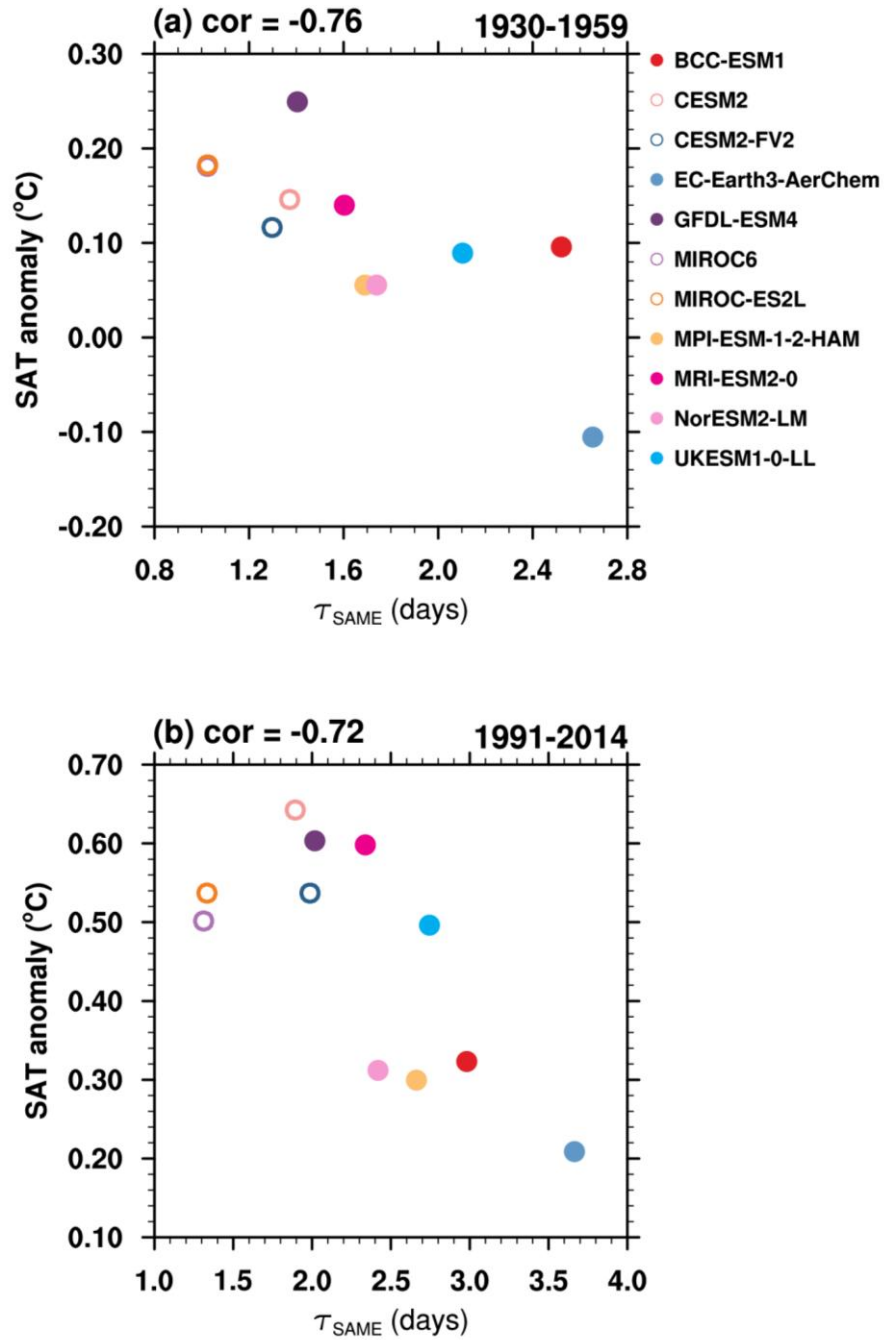 (a) cor = -0.76 1930-1959
0.30
0.20
0.10
0.00
-0.10
-0.20
SAT anomaly (°C)
0.8 1.2 1.6 2.0 2.4 2.8
τSAME (days)
BCC-ESM1
CESM2
CESM2-FV2
EC-Earth3-AerChem
GFDL-ESM4
MIROC6
MIROC-ES2L
MPI-ESM-1-2-HAM
MRI-ESM2-0
NorESM2-LM
UKESM1-0-LL
(b) cor = -0.72 1991-2014
0.70
0.60
0.50
0.40
0.30
0.20
0.10
SAT anomaly (°C)
1.0 1.5 2.0 2.5 3.0 3.5 4.0
τSAME (days)